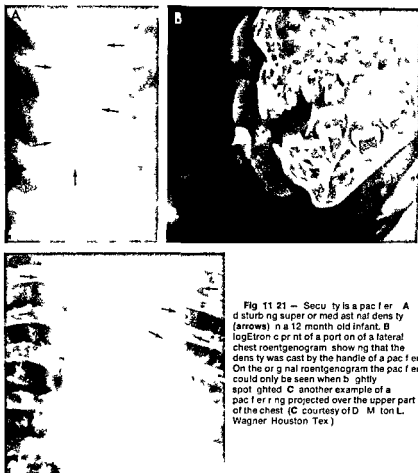 A
B
Fig 11 21 — Secu ty is a pac f er A
d sturb ng super or med ast nal dens ty
(arrows) n a 12 month old infant. B
logEtron c pr nt of a port on of a lateral
chest roentgenogram show ng that the
dens ty was cast by the handle of a pac f er
On the or g nal roentgenogram the pac f er
could only be seen when b ghtly
spot ghted C another example of a
pac f er r ng projected over the upper part
of the chest (C courtesy of D M ton L.
Wagner Houston Tex )